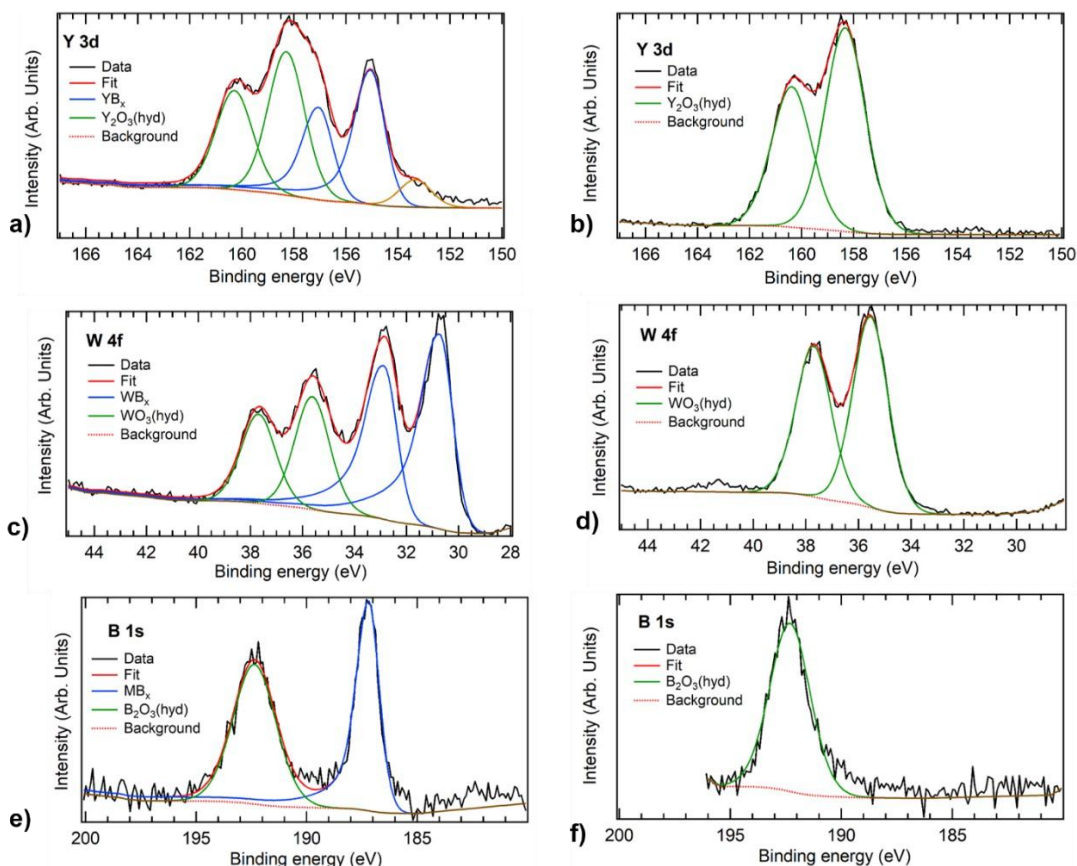 Y 3d
Data
Fit
YBₓ
Y₂O₃(hyd)
Background
Intensity (Arb. Units)
166 164 162 160 158 156 154 152 150
Binding energy (eV)
a)
Y 3d
Data
Fit
Y₂O₃(hyd)
Background
Intensity (Arb. Units)
166 164 162 160 158 156 154 152 150
Binding energy (eV)
b)
W 4f
Data
Fit
WBₓ
WO₃(hyd)
Background
Intensity (Arb. Units)
44 42 40 38 36 34 32 30 28
Binding energy (eV)
c)
W 4f
Data
Fit
WO₃(hyd)
Background
Intensity (Arb. Units)
44 42 40 38 36 34 32 30
Binding energy (eV)
d)
B 1s
Data
Fit
MBₓ
B₂O₃(hyd)
Background
Intensity (Arb. Units)
200 195 190 185
Binding energy (eV)
e)
B 1s
Data
Fit
B₂O₃(hyd)
Background
Intensity (Arb. Units)
200 195 190 185
Binding energy (eV)
f)